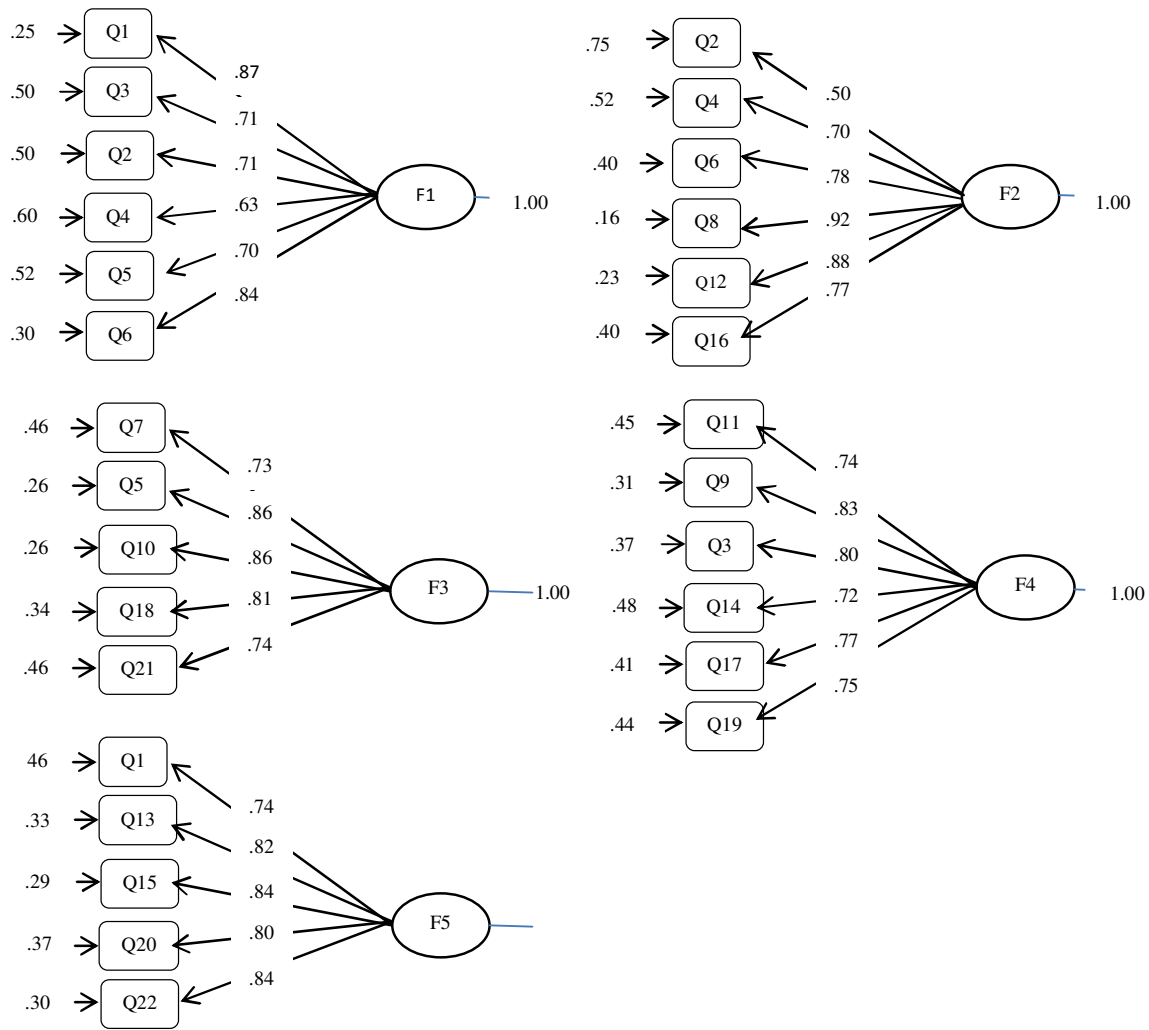 .25 Q1 .87
.50 Q3 .71
.50 Q2 .71
.60 Q4 .63
.52 Q5 .70
.30 Q6 .84
F1 1.00
.75 Q2 .50
.52 Q4 .70
.40 Q6 .78
.16 Q8 .92
.23 Q12 .88
.40 Q16 .77
F2 1.00
.46 Q7 .73
.26 Q5 .86
.26 Q10 .86
.34 Q18 .81
.46 Q21 .74
F3 1.00
.45 Q11 .74
.31 Q9 .83
.37 Q3 .80
.48 Q14 .72
.41 Q17 .77
.44 Q19 .75
F4 1.00
46 Q1 .74
.33 Q13 .82
.29 Q15 .84
.37 Q20 .80
.30 Q22 .84
F5